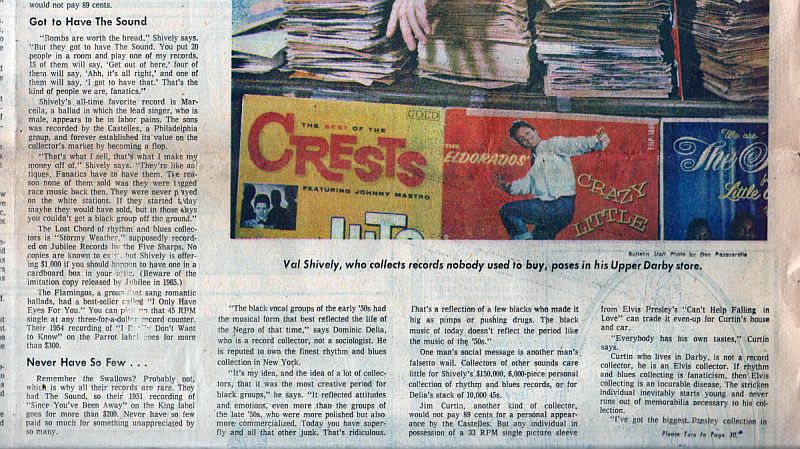 would not pay 89 cents.
Got to Have The Sound
"Bombs are worth the bread," Shively says.
"But they got to have The Sound. You put 20
people in a room and play one of my records,
15 of them will say, 'Get out of here,' four of
them will say, 'Ahh, it's all right,' and one of
them will say, 'I got to have that.' That's the
kind of people we are, fanatics."
Shively's all-time favorite record is Mar-
cella, a ballad in which the lead singer, who is
male, appears to be in labor pains. The sons
was recorded by the Castelles, a Philadelphia
group, and forever established its value on the
collector's market by becoming a flop.
"That's what I sell, that's what I make my
money off of," Shively says. "They're like an-
tiques, Fanatics have to have them. The rea-
son none of them sold was they were tagged
race music back then. They were never played
on the white stations. If they started today
maybe they would have sold, but in those days
you couldn't get a black group off the ground."
The Lost Chord of rhythm and blues collec-
tors is "Stormy Weather," supposedly record-
ed on Jubilee Records by the Five Sharps. No
copies are known to but Shively is offer-
ing $1,000 if you should happen to have one in a
cardboard box in your (Beware of the
imitation copy released by Jubilee in 1965.)
The Flamingos, a group that sang romantic
ballads, had a best-seller called "I Only Have
Eyes For You." You can pick up that 45 RPM
single at any three-for-a-dollar record counter.
Their 1954 recording of "I Don't Want
to Know" on the Parrot label goes for more
than $300.
Never Have So Few . . .
Remember the Swallows? Probably not,
which is why all their records are rare. They
had The Sound, so their 1951 recording of
"Since You've Been Away" on the King label
goes for more than $200. Never have so few
paid so much for something unappreciated by
so many.
GOLD
THE BEST OF THE
CRESTS
FEATURING JOHNNY MASTRO
HITS
THE
ELDORADOS
CRAZY
LITTLE
We are
The
Little
Bulletin Staff Photo by Don Pasquarella
Val Shively, who collects records nobody used to buy, poses in his Upper Darby store.
"The black vocal groups of the early '50s had
the musical form that best reflected the life of
the Negro of that time," says Dominic Delia,
who is a record collector, not a sociologist. He
is reputed to own the finest rhythm and blues
collection in New York.
"It's my idea, and the idea of a lot of collec-
tors, that it was the most creative period for
black groups," he says. "It reflected attitudes
and emotions, even more than the groups of
the late '50s, who were more polished but also
more commercialized. Today you have super-
fly and all that other junk. That's ridiculous.
That's a reflection of a few blacks who made it
big as pimps or pushing drugs. The black
music of today doesn't reflect the period like
the music of the '50s."
One man's social message is another man's
falsetto wail. Collectors of other sounds care
little for Shively's $150,000, 6,000-piece personal
collection of rhythm and blues records, or for
Delia's stack of 10,000 45s.
Jim Curtin, another kind of collector,
would not pay 89 cents for a personal appear-
ance by the Castelles. But any individual in
possession of a 33 RPM single picture sleeve
from Elvis Presley's "Can't Help Falling in
Love" can trade it even-up for Curtin's house
and car.
"Everybody has his own tastes," Curtin
says.
Curtin who lives in Darby, is not a record
collector, he is an Elvis collector. If rhythm
and blues collecting is fanaticism, then Elvis
collecting is an incurable disease. The stricken
individual inevitably starts young and never
runs out of memorabilia necessary to his col-
lection.
"I've got the biggest Presley collection in
Please Turn to Page 30